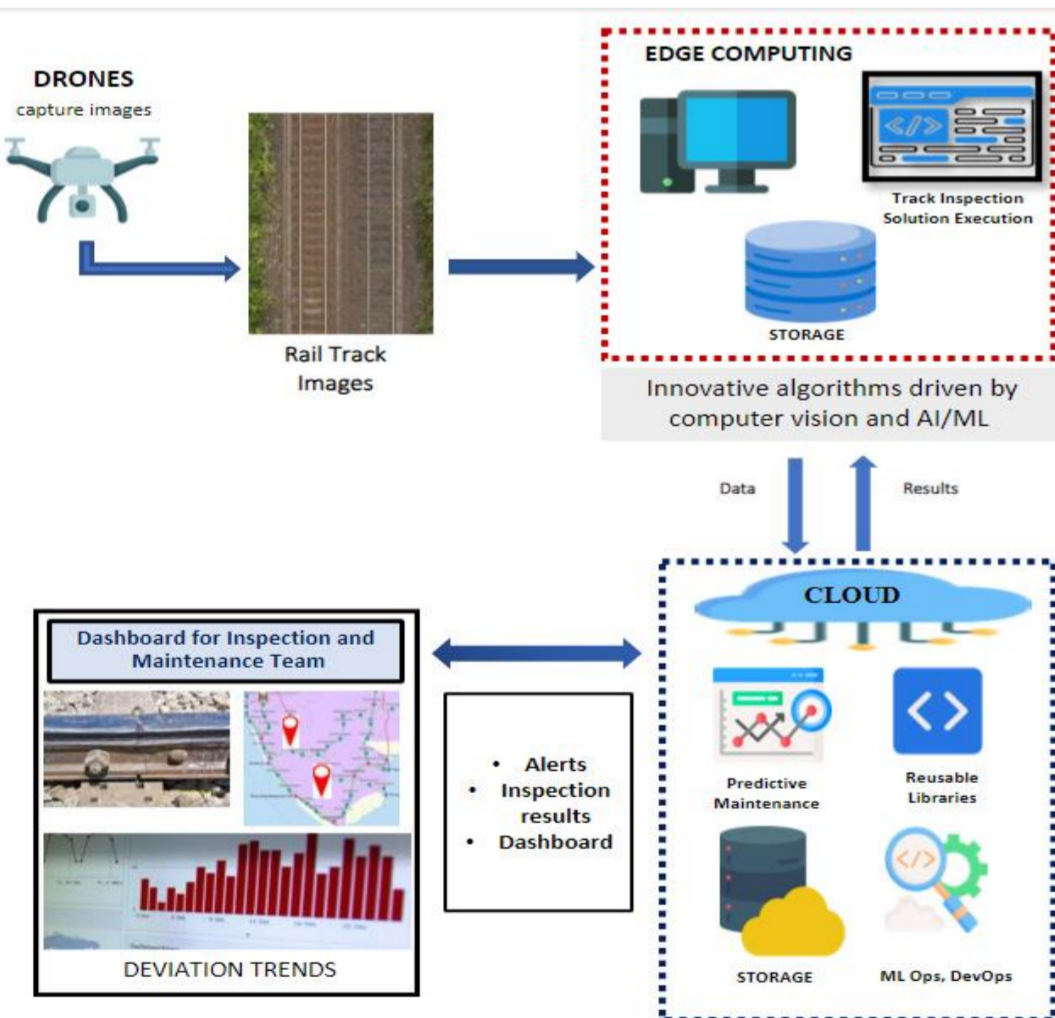 DRONES
capture images
Rail Track
Images
EDGE COMPUTING
</>
Track Inspection
Solution Execution
STORAGE
Innovative algorithms driven by
computer vision and AI/ML
Data
Results
CLOUD
Predictive
Maintenance
< >
Reusable
Libraries
STORAGE
</>
ML Ops, DevOps
Alerts
Inspection
results
Dashboard
Dashboard for Inspection and
Maintenance Team
DEVIATION TRENDS